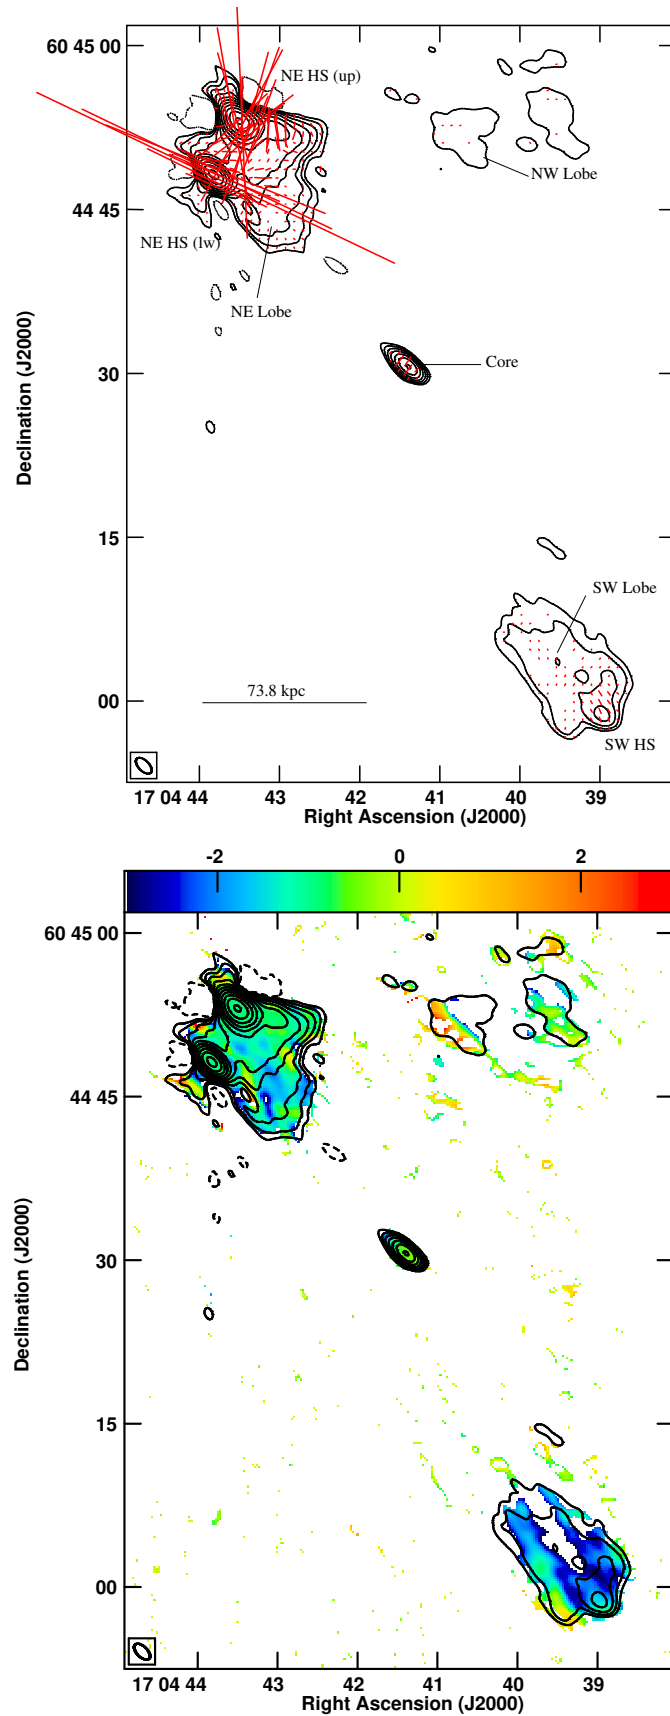 60 45 00
NE HS (up)
NW Lobe
44 45
NE HS (lw)
NE Lobe
Core
30
Declination (J2000)
15
SW Lobe
73.8 kpc
00
SW HS
17 04 44 43 42 41 40 39
Right Ascension (J2000)
-2 0 2
60 45 00
44 45
30
Declination (J2000)
15
00
17 04 44 43 42 41 40 39
Right Ascension (J2000)